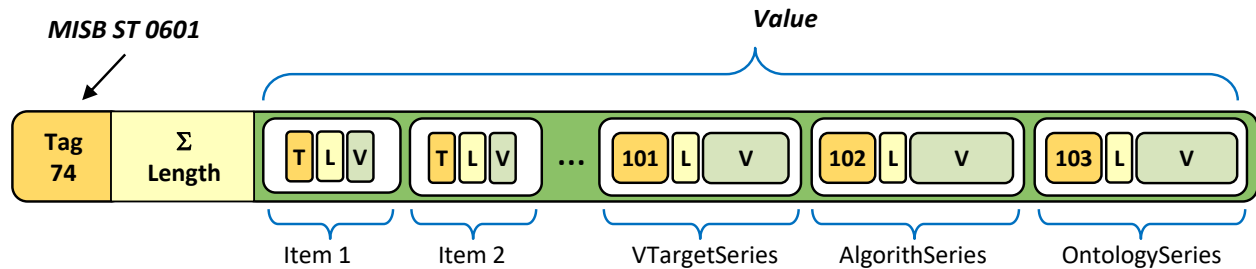 Value
MISB ST 0601
Tag
74
Σ
Length
T L V
T L V
...
101 L V
102 L V
103 L V
Item 1
Item 2
VTargetSeries
AlgorithSeries
OntologySeries